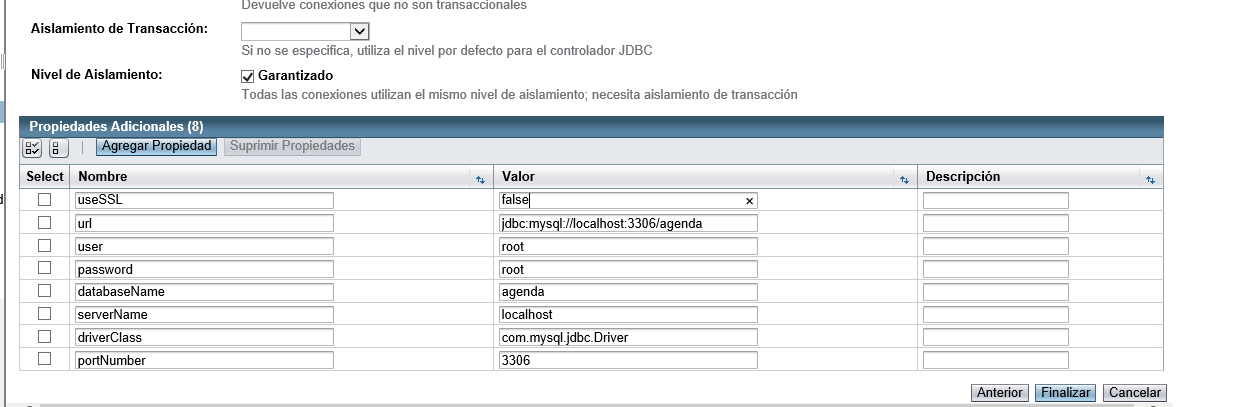 Devuelve conexiones que no son transaccionales
Aislamiento de Transacción:
Si no se especifica, utiliza el nivel por defecto para el controlador JDBC
Nivel de Aislamiento: Garantizado
Todas las conexiones utilizan el mismo nivel de aislamiento; necesita aislamiento de transacción
Propiedades Adicionales (8)
Agregar Propiedad Suprimir Propiedades
Select Nombre Valor Descripción
useSSL false
url jdbc:mysql://localhost:3306/agenda
user root
password root
databaseName agenda
serverName localhost
driverClass com.mysql.jdbc.Driver
portNumber 3306
Anterior Finalizar Cancelar